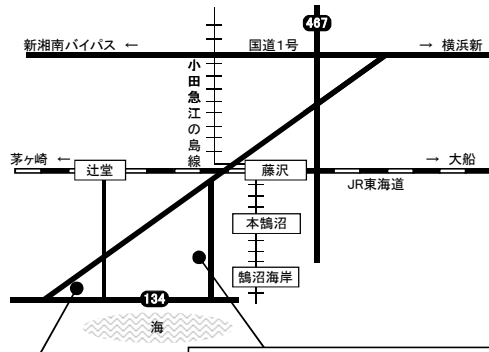 467
新湘南バイパス ←
国道1号
→ 横浜新
小田急江の島線
茅ヶ崎 ←
辻堂
藤沢
→ 大船
JR東海道
本鵠沼
鵠沼海岸
134
海